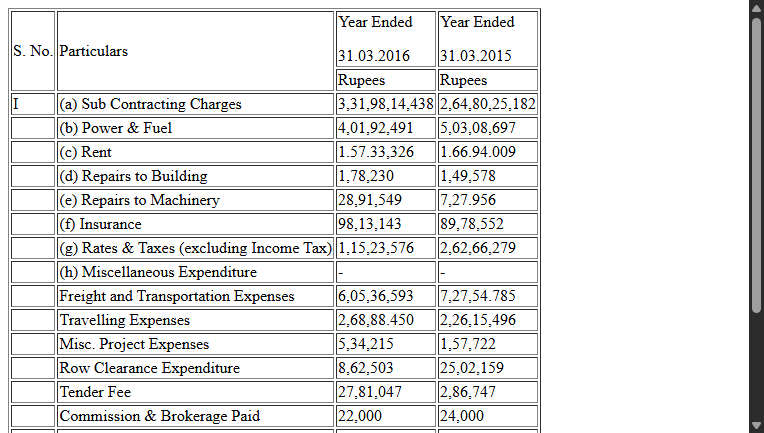 S. No. Particulars Year Ended 31.03.2016 Year Ended 31.03.2015
Rupees Rupees
I (a) Sub Contracting Charges 3,31,98,14,438 2,64,80,25,182
(b) Power & Fuel 4,01,92,491 5,03,08,697
(c) Rent 1.57.33,326 1.66.94.009
(d) Repairs to Building 1,78,230 1,49,578
(e) Repairs to Machinery 28,91,549 7,27.956
(f) Insurance 98,13,143 89,78,552
(g) Rates & Taxes (excluding Income Tax) 1,15,23,576 2,62,66,279
(h) Miscellaneous Expenditure - -
Freight and Transportation Expenses 6,05,36,593 7,27,54.785
Travelling Expenses 2,68,88.450 2,26,15,496
Misc. Project Expenses 5,34,215 1,57,722
Row Clearance Expenditure 8,62,503 25,02,159
Tender Fee 27,81,047 2,86,747
Commission & Brokerage Paid 22,000 24,000